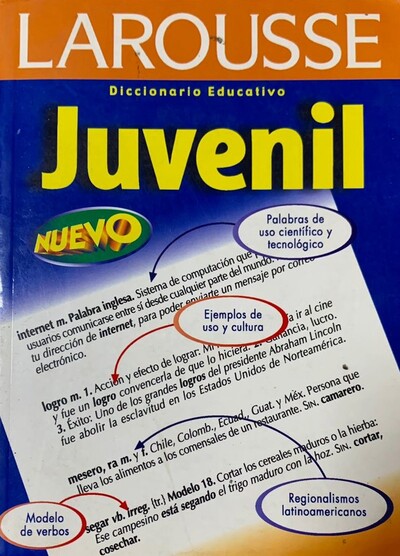 LAROUSSE
Diccionario Educativo
Juvenil
NUEVO
Palabras de
uso científico y
tecnológico
internet m. Palabra inglesa. Sistema de computación que
usuarios comunicarse entre sí desde cualquier parte del mundo.
tu dirección de internet, para poder enviarte un mensaje por correo
electrónico.
Ejemplos de
uso y cultura
logro m. 1. Acción y efecto de lograr. Mi ir al cine
y fue un logro convencerla de que lo hiciera. 2. Ganancia, lucro.
3. Éxito: Uno de los grandes logros del presidente Abraham Lincoln
fue abolir la esclavitud en los Estados Unidos de Norteamérica.
mesero, ra m. y f. Chile, Colomb., Ecuad., Guat. y Méx. Persona que
lleva los alimentos a los comensales de un restaurante. SIN. camarero.
Modelo
de verbos
Regionalismos
latinoamericanos
segar vb. irreg. [tr.] Modelo 18. Cortar los cereales maduros o la hierba:
Ese campesino está segando el trigo maduro con la hoz. SIN. cortar,
cosechar.